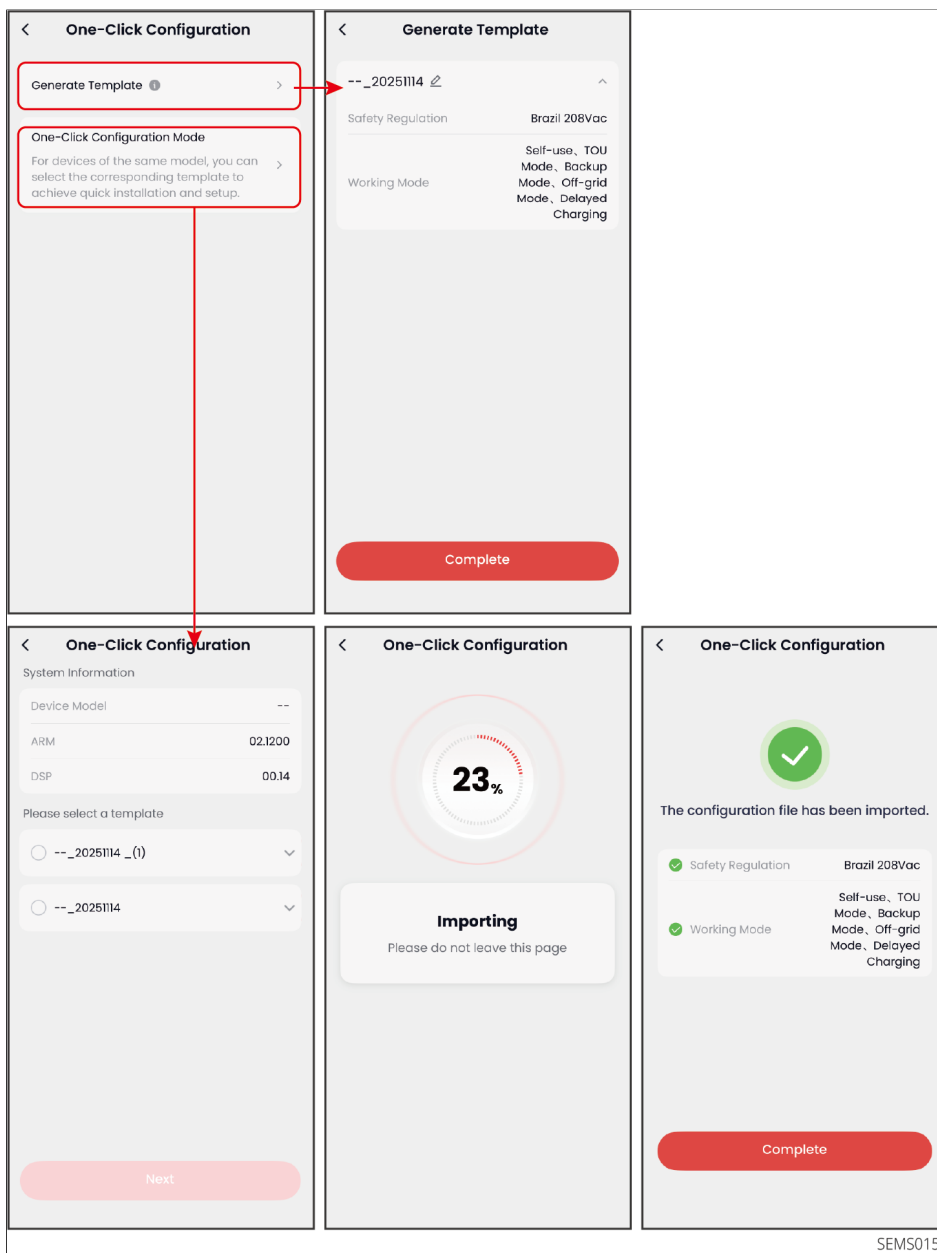 One-Click Configuration
Generate Template
One-Click Configuration Mode
For devices of the same model, you can
select the corresponding template to
achieve quick installation and setup.
Generate Template
--_20251114
Safety Regulation
Brazil 208Vac
Working Mode
Self-use、TOU
Mode、Backup
Mode、Off-grid
Mode、Delayed
Charging
Complete
One-Click Configuration
System Information
Device Model
--
ARM
02.1200
DSP
00.14
Please select a template
--_20251114 _(1)
--_20251114
Next
One-Click Configuration
23%
Importing
Please do not leave this page
One-Click Configuration
The configuration file has been imported.
Safety Regulation
Brazil 208Vac
Working Mode
Self-use、TOU
Mode、Backup
Mode、Off-grid
Mode、Delayed
Charging
Complete
SEMS015